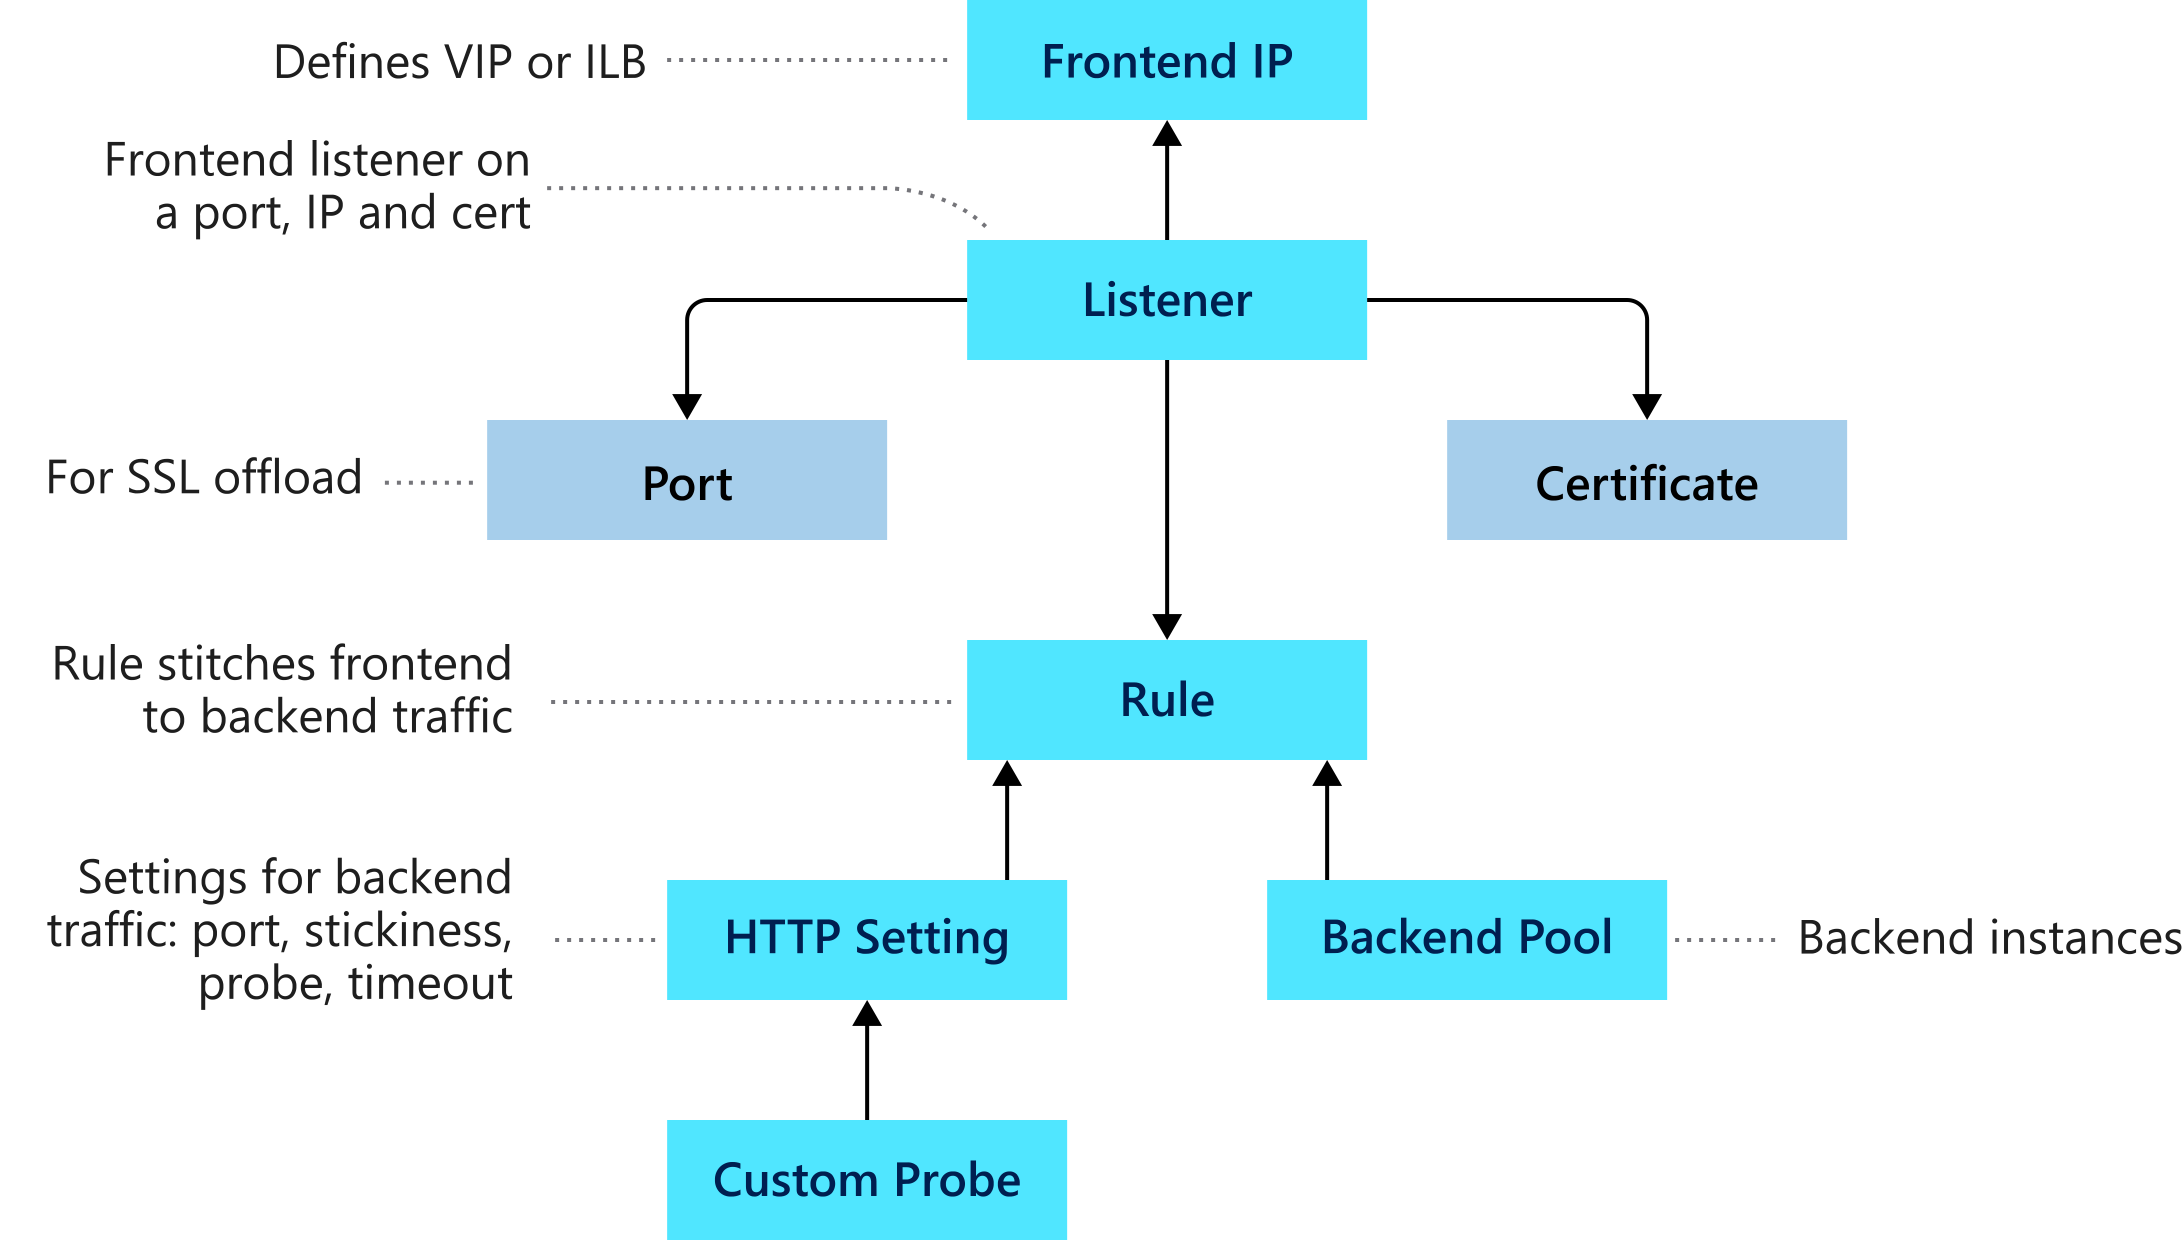 Defines VIP or ILB
Frontend IP
Frontend listener on
a port, IP and cert
Listener
For SSL offload
Port
Certificate
Rule stitches frontend
to backend traffic
Rule
Settings for backend
traffic: port, stickiness,
probe, timeout
HTTP Setting
Backend Pool
Backend instances
Custom Probe